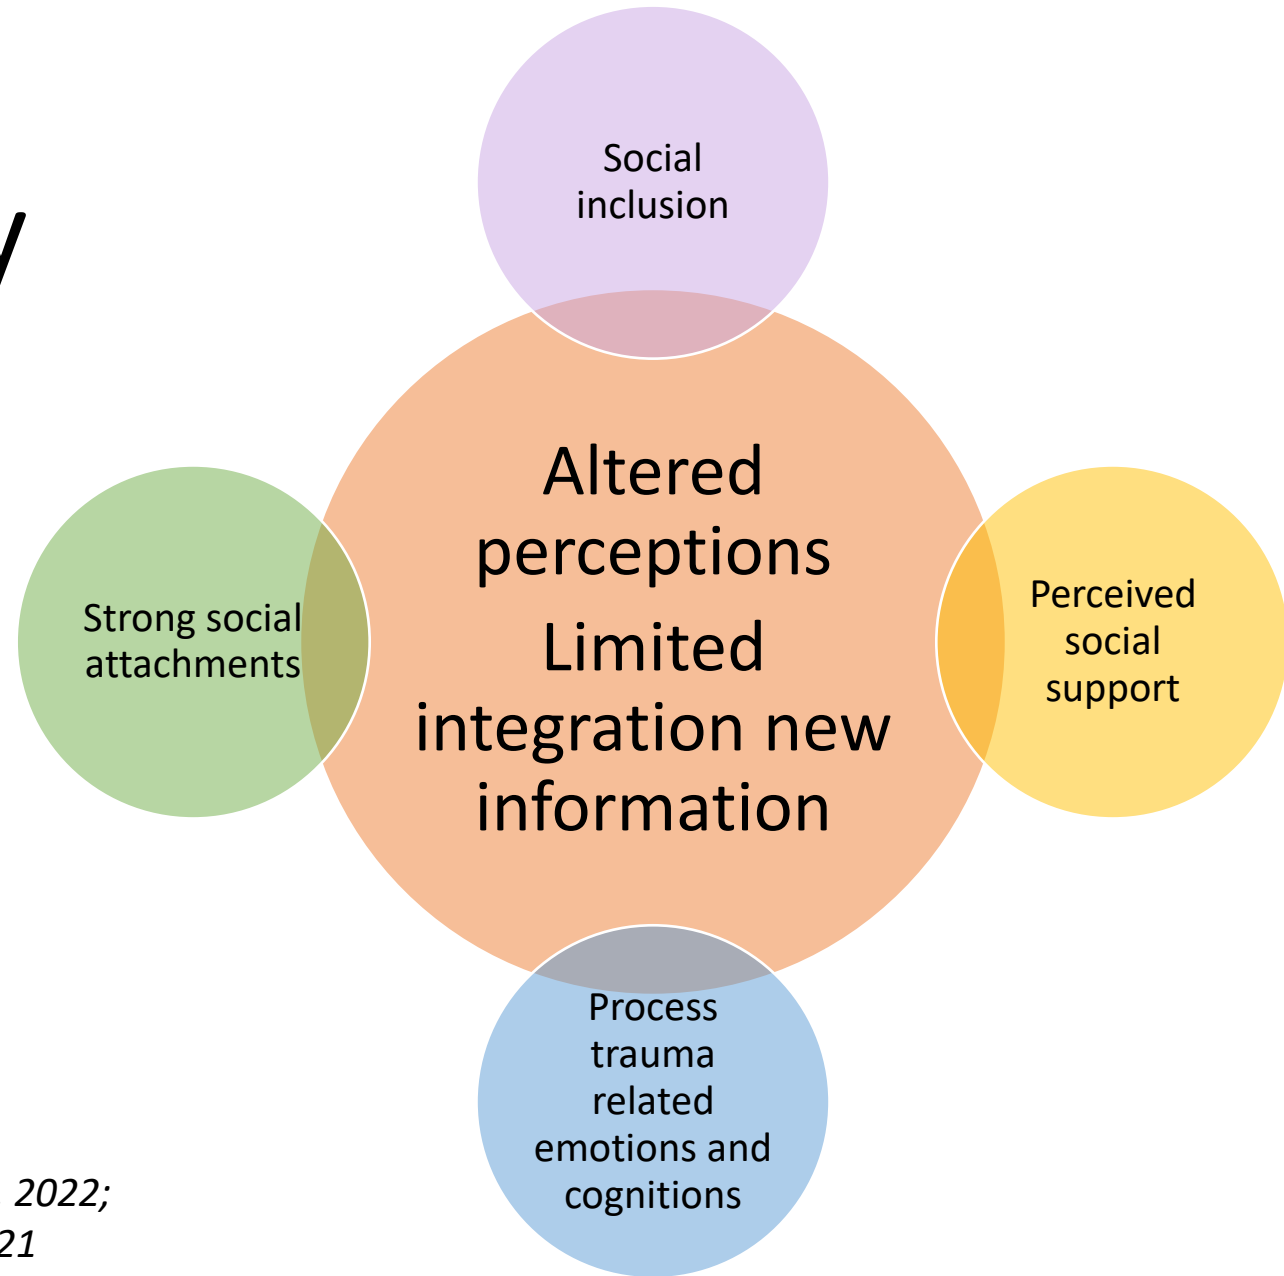 y
Social
inclusion
Altered
perceptions
Limited
integration new
information
Strong social
attachments
Perceived
social
support
Process
trauma
related
emotions and
cognitions
2022;
21